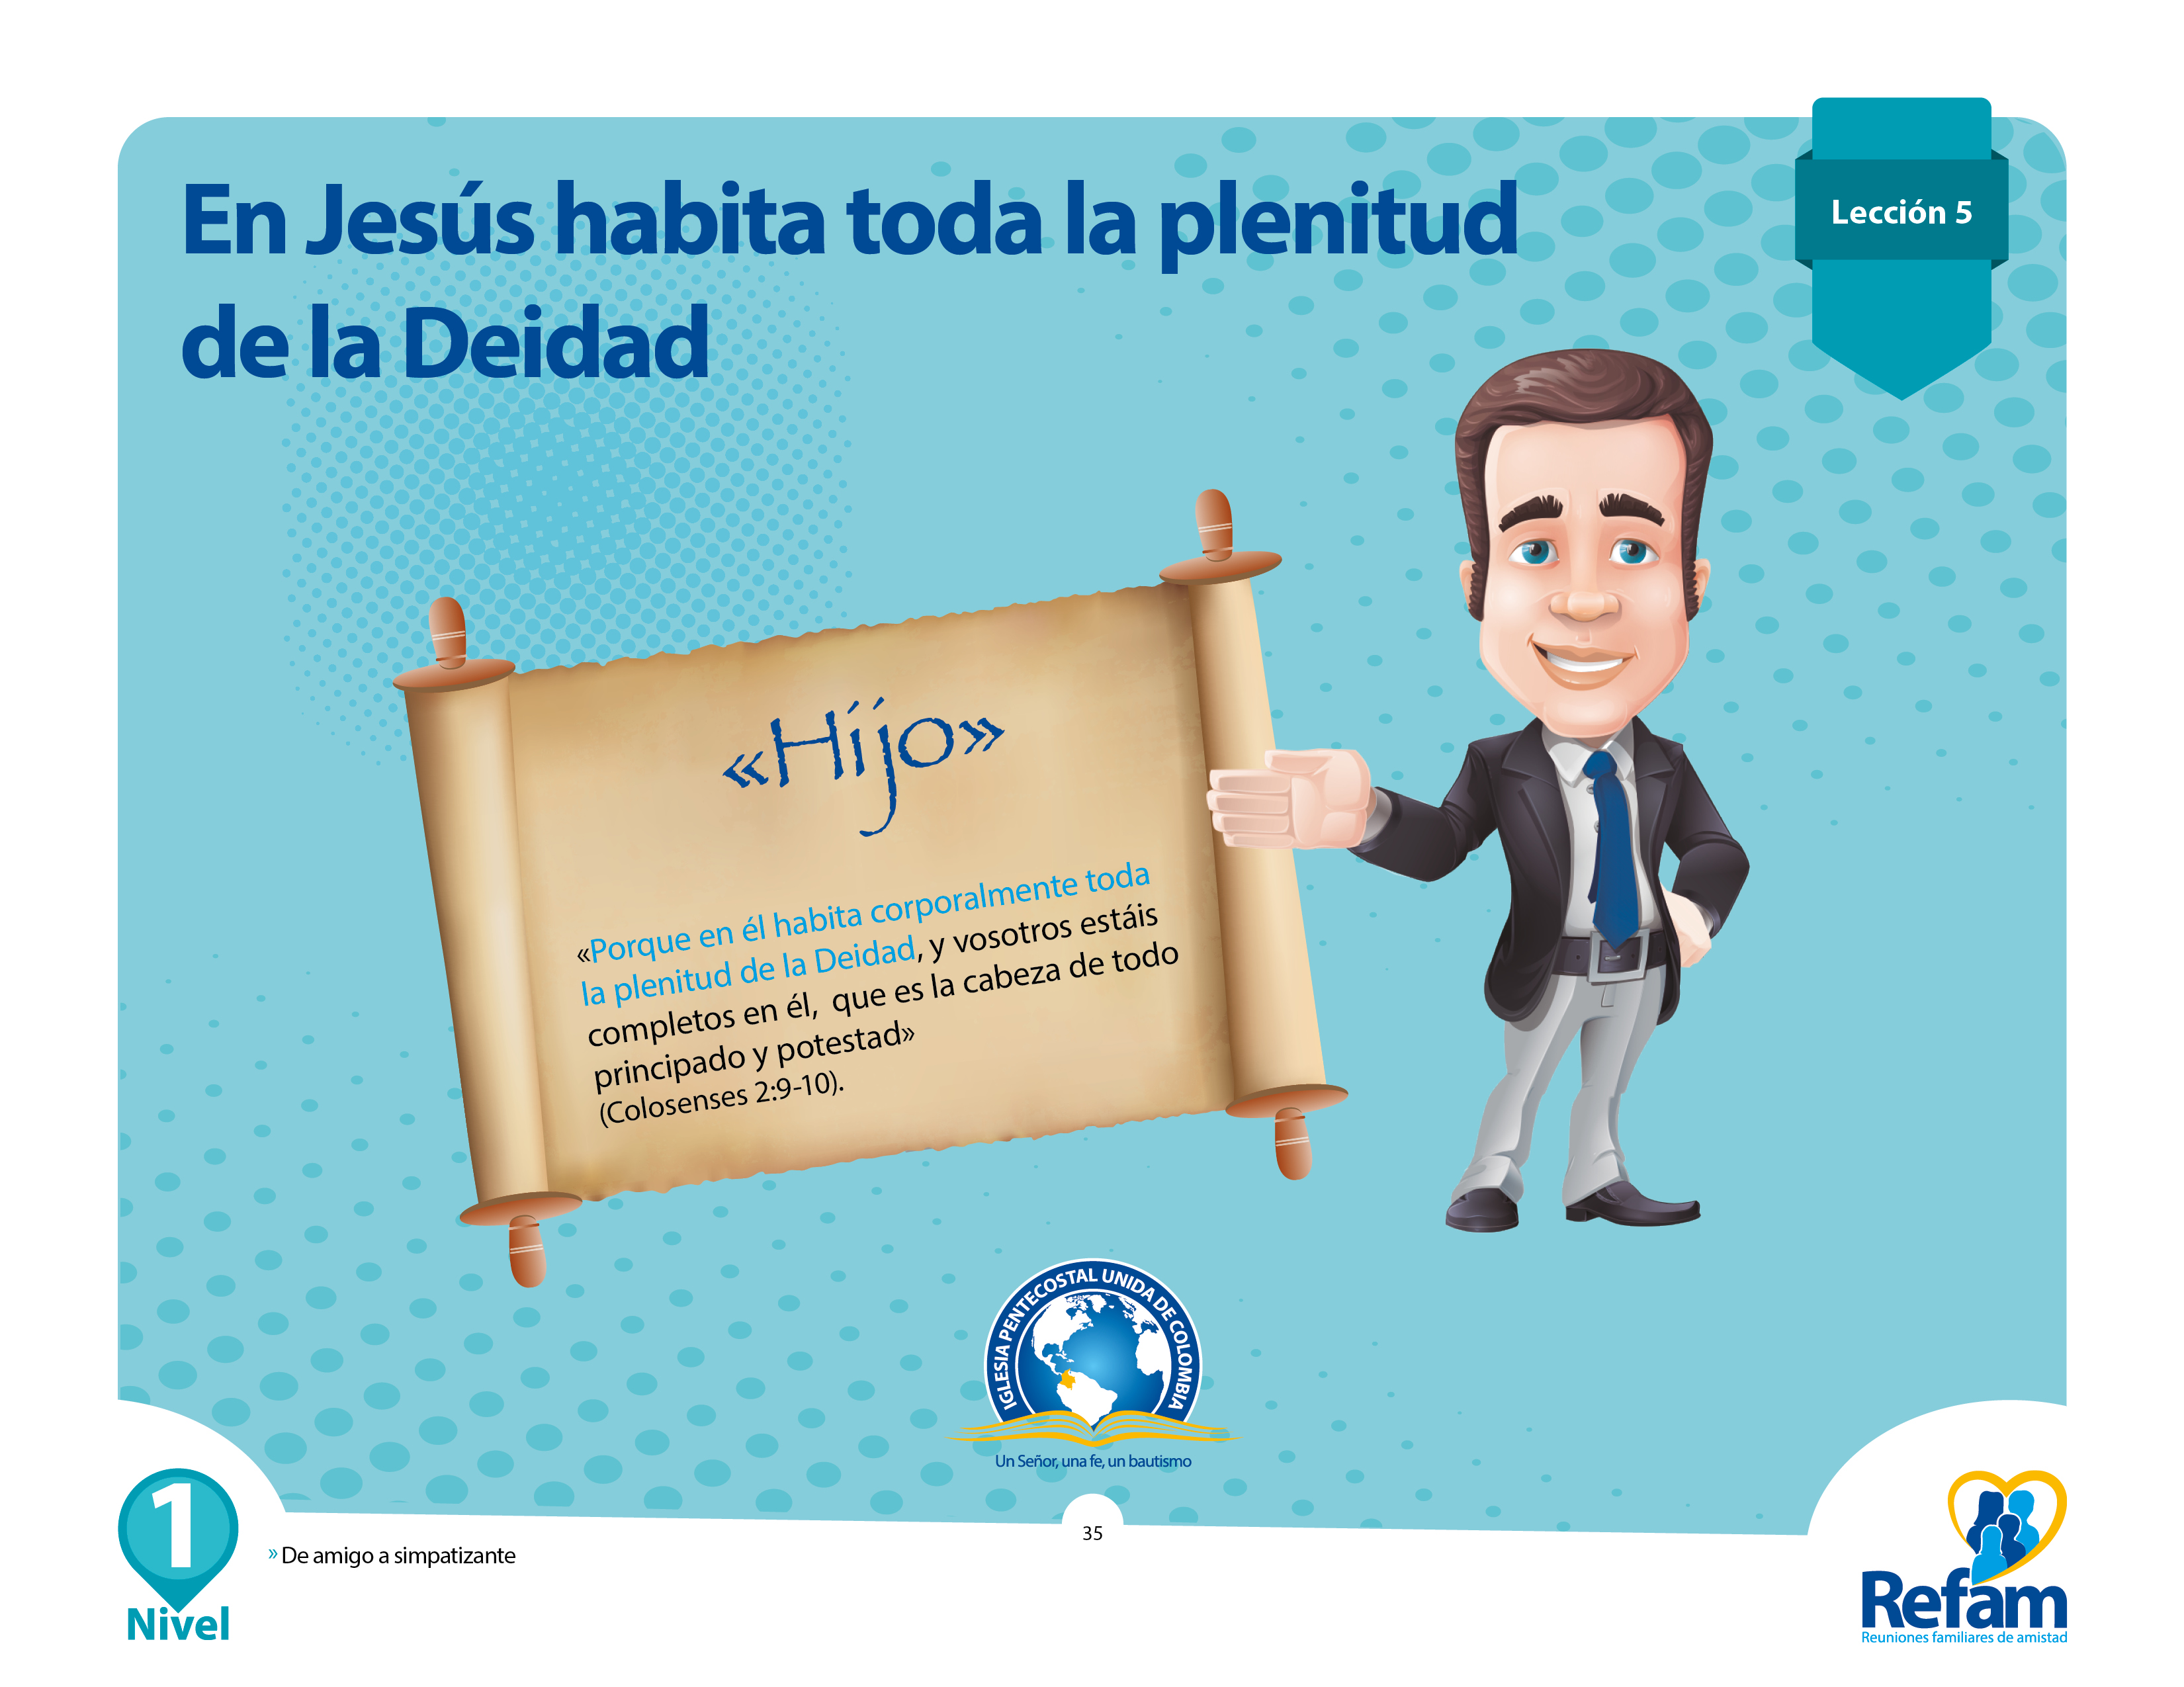 En Jesús habita toda la plenitud
de la Deidad
Lección 5
«Hijo»
«Porque en él habita corporalmente toda
la plenitud de la Deidad, y vosotros estáis
completos en él, que es la cabeza de todo
principado y potestad»
(Colosenses 2:9-10).
IGLESIA PENTECOSTAL UNIDA DE COLOMBIA
Un Señor, una fe, un bautismo
35
1
Nivel
» De amigo a simpatizante
Refam
Reuniones familiares de amistad